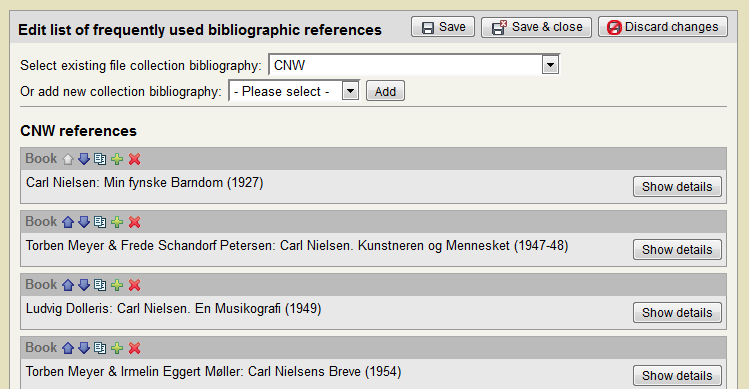 Edit list of frequently used bibliographic references Save Save & close Discard changes
Select existing file collection bibliography: CNW
Or add new collection bibliography: - Please select - Add
CNW references
Book
Carl Nielsen: Min fynske Barndom (1927) Show details
Book
Torben Meyer & Frede Schandorf Petersen: Carl Nielsen. Kunstneren og Mennesket (1947-48) Show details
Book
Ludvig Dolleris: Carl Nielsen. En Musikografi (1949) Show details
Book
Torben Meyer & Irmelin Eggert Møller: Carl Nielsens Breve (1954) Show details